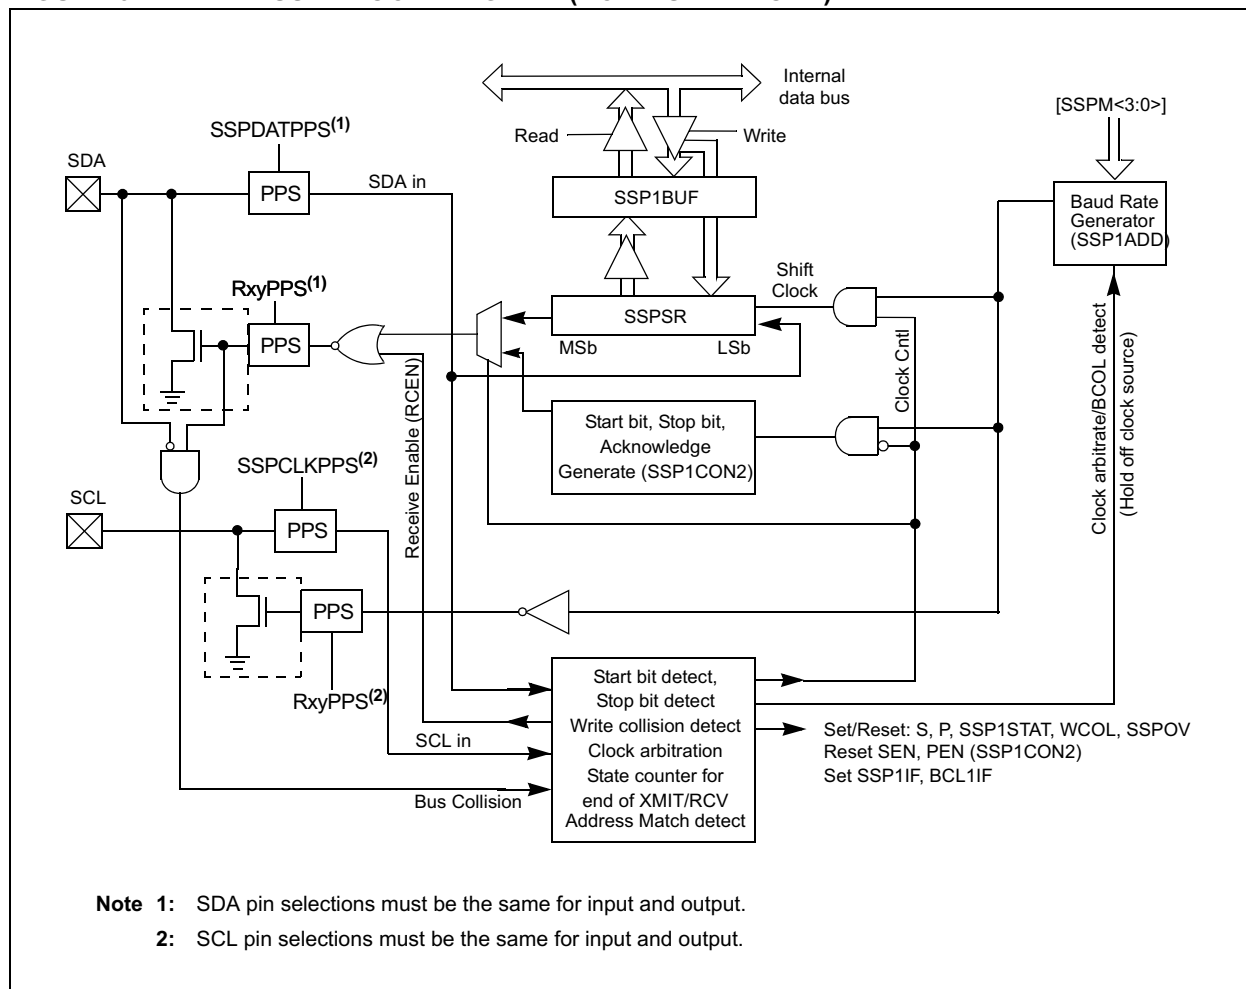 Internal
data bus
[SSPM<3:0>]
Read
Write
SSPDATPPS(1)
SDA
PPS
SDA in
SSP1BUF
Baud Rate
Generator
(SSP1ADD)
RxyPPS(1)
Shift
Clock
PPS
SSPSR
MSb
LSb
Clock Cntl
Receive Enable (RCEN)
Clock arbitrate/BCOL detect
(Hold off clock source)
Start bit, Stop bit,
Acknowledge
Generate (SSP1CON2)
SSPCLKPPS(2)
SCL
PPS
PPS
RxyPPS(2)
Start bit detect,
Stop bit detect
Write collision detect
Clock arbitration
State counter for
end of XMIT/RCV
Address Match detect
SCL in
Bus Collision
Set/Reset: S, P, SSP1STAT, WCOL, SSPOV
Reset SEN, PEN (SSP1CON2)
Set SSP1IF, BCL1IF
Note 1: SDA pin selections must be the same for input and output.
2: SCL pin selections must be the same for input and output.